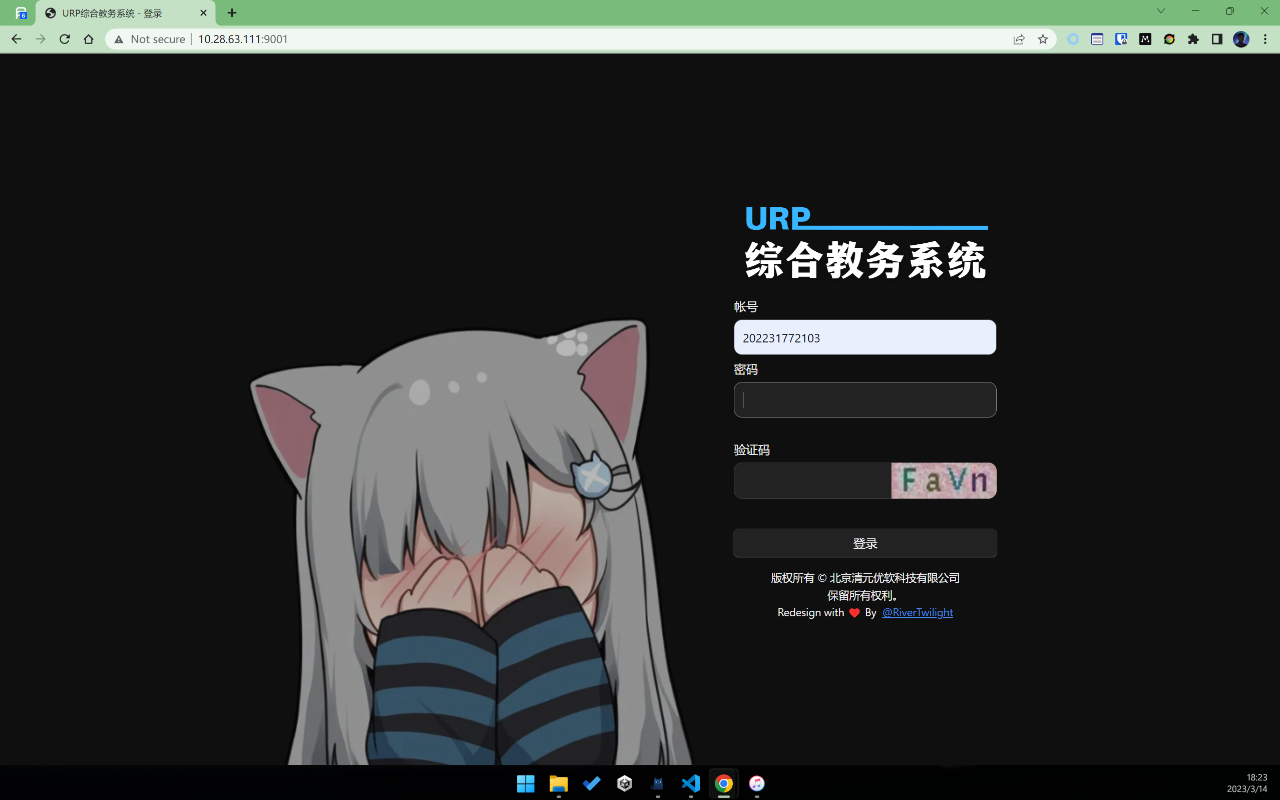 URP综合教务系统 - 登录
Not secure
10.28.63.111:9001
URP
综合教务系统
帐号
202231772103
密码
验证码
FaVn
登录
版权所有 © 北京清元优软科技有限公司
保留所有权利。
Redesign with ❤ By @RiverTwilight
18:23
2023/3/14